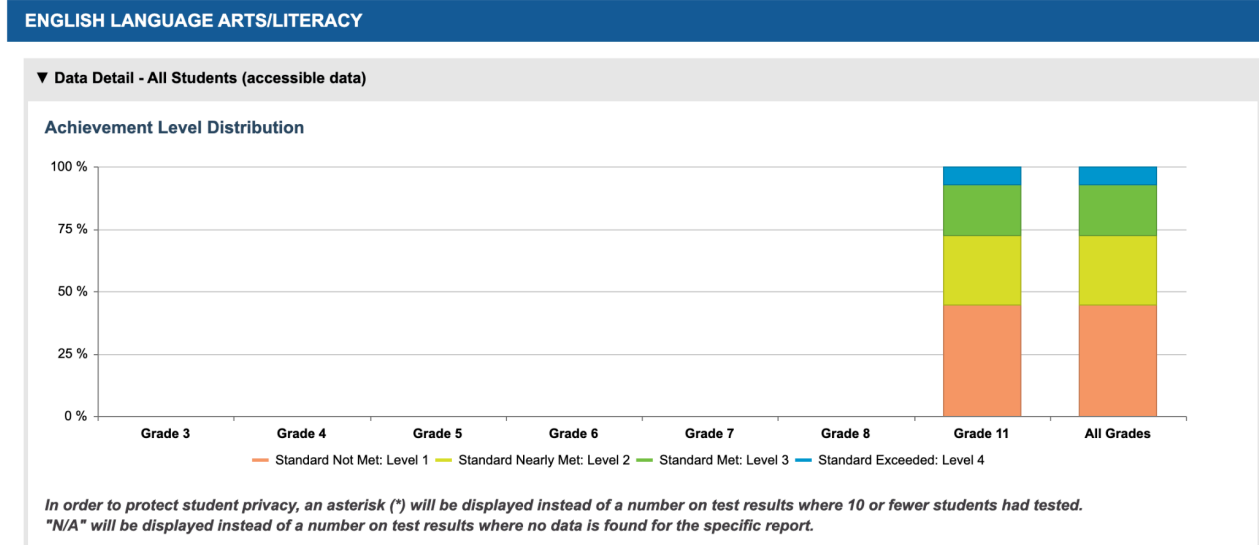 ENGLISH LANGUAGE ARTS/LITERACY
▼ Data Detail - All Students (accessible data)
Achievement Level Distribution
100 %
75 %
50 %
25 %
0 %
Grade 3 Grade 4 Grade 5 Grade 6 Grade 7 Grade 8 Grade 11 All Grades
Standard Not Met: Level 1 Standard Nearly Met: Level 2 Standard Met: Level 3 Standard Exceeded: Level 4
In order to protect student privacy, an asterisk (*) will be displayed instead of a number on test results where 10 or fewer students had tested.
"N/A" will be displayed instead of a number on test results where no data is found for the specific report.